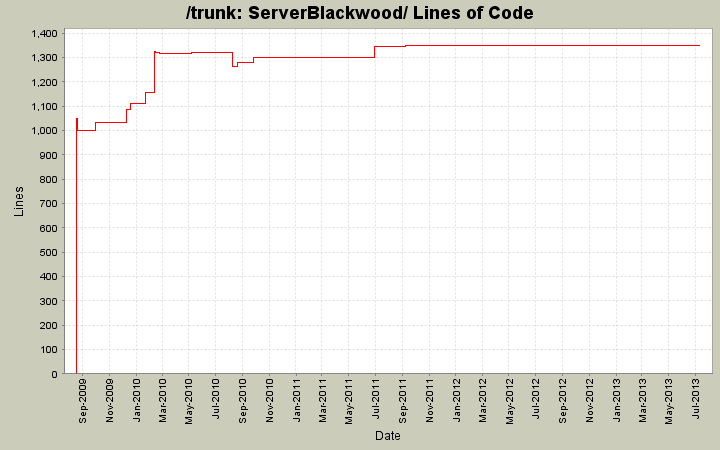 /trunk: ServerBlackwood/ Lines of Code
1,400
1,300
1,200
1,100
1,000
900
800
700
600
500
400
300
200
100
0
Lines
Sep-2009
Nov-2009
Jan-2010
Mar-2010
May-2010
Jul-2010
Sep-2010
Nov-2010
Jan-2011
Mar-2011
May-2011
Jul-2011
Sep-2011
Nov-2011
Jan-2012
Mar-2012
May-2012
Jul-2012
Sep-2012
Nov-2012
Jan-2013
Mar-2013
May-2013
Jul-2013
Date